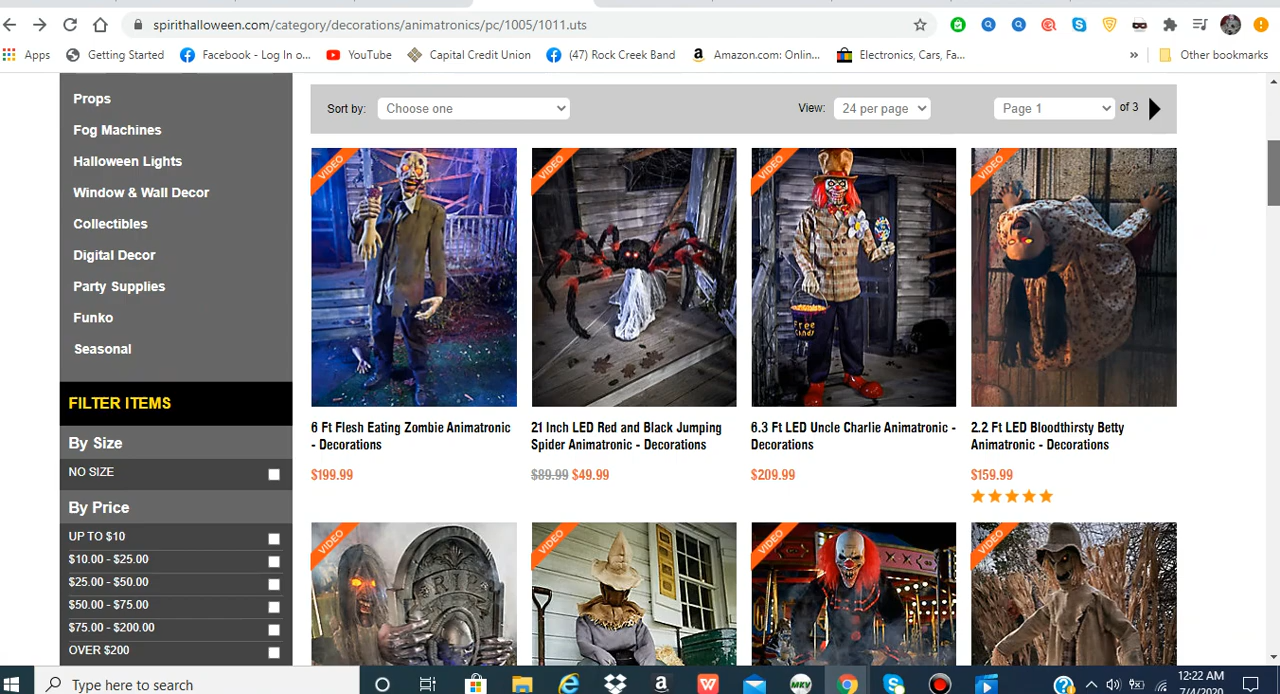 spirithalloween.com/category/decorations/animatronics/pc/1005/1011.uts
Apps
Getting Started
Facebook - Log In o...
YouTube
Capital Credit Union
(47) Rock Creek Band
Amazon.com: Onlin...
Electronics, Cars, Fa...
»
Other bookmarks
Props
Fog Machines
Halloween Lights
Window & Wall Decor
Collectibles
Digital Decor
Party Supplies
Funko
Seasonal
FILTER ITEMS
By Size
NO SIZE
By Price
UP TO $10
$10.00 - $25.00
$25.00 - $50.00
$50.00 - $75.00
$75.00 - $200.00
OVER $200
Sort by: Choose one
View: 24 per page
Page 1 of 3
VIDEO
VIDEO
VIDEO
VIDEO
Free
Candy
6 Ft Flesh Eating Zombie Animatronic
- Decorations
$199.99
21 Inch LED Red and Black Jumping
Spider Animatronic - Decorations
$89.99 $49.99
6.3 Ft LED Uncle Charlie Animatronic -
Decorations
$209.99
2.2 Ft LED Bloodthirsty Betty
Animatronic - Decorations
$159.99
VIDEO
VIDEO
VIDEO
VIDEO
RIP
Type here to search
MKV
12:22 AM